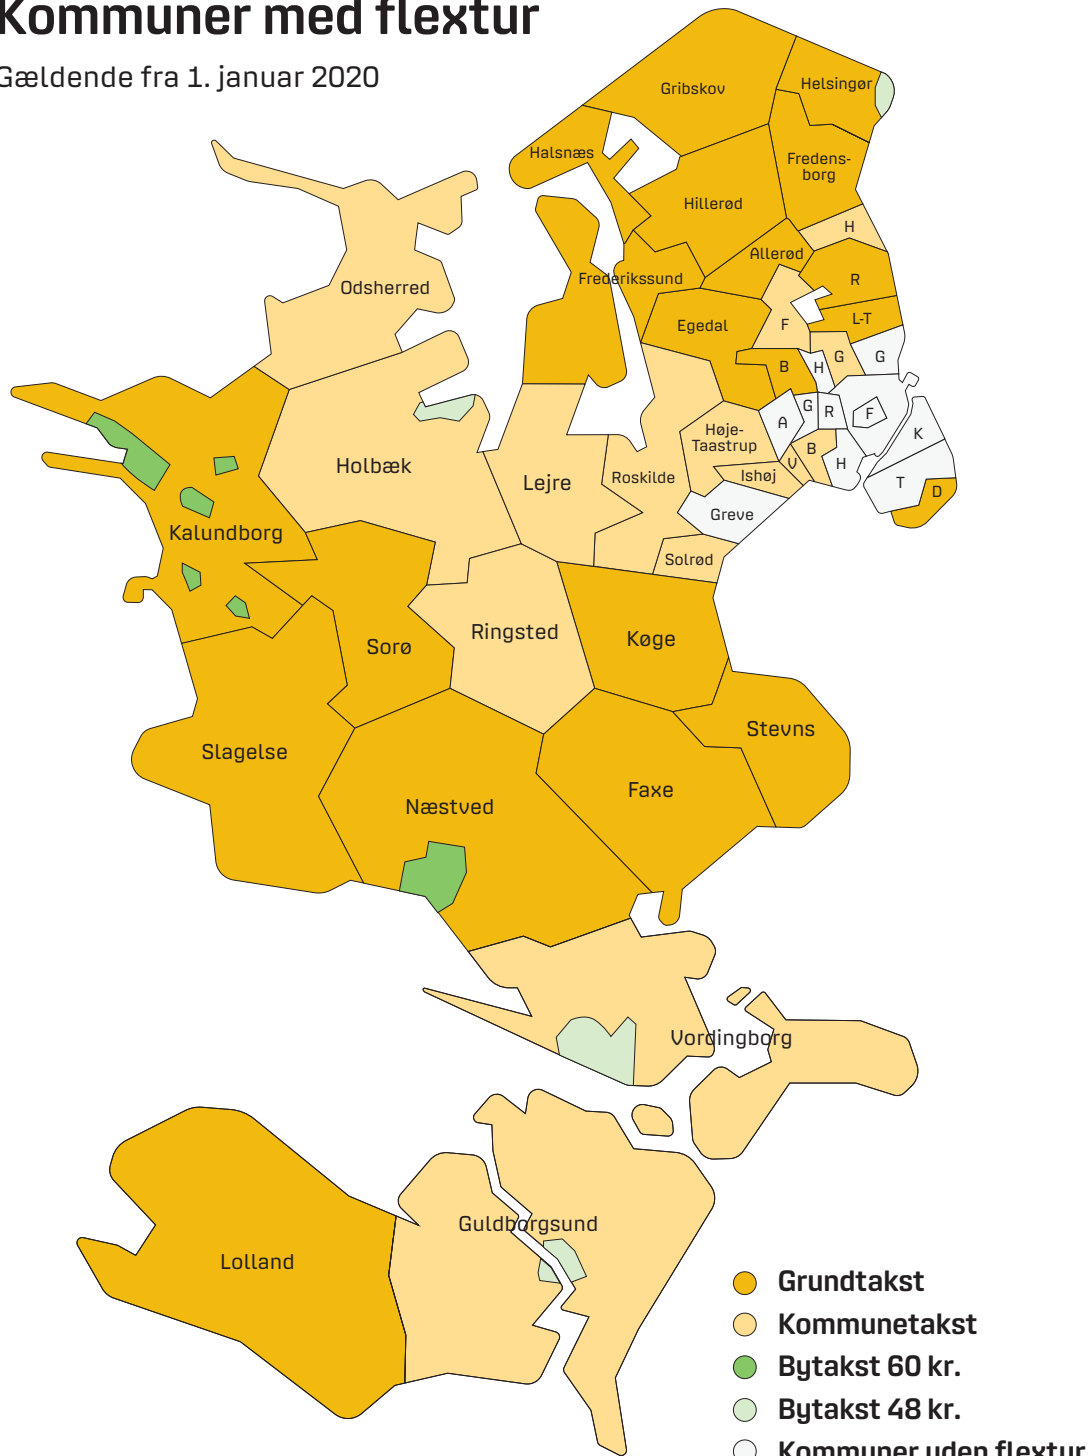 Kommuner med flextur
Gældende fra 1. januar 2020
Gribskov
Helsingør
Halsnæs
Fredens-
borg
Hillerød
H
Allerød
Frederikssund
R
Odsherred
L-T
Egedal
F
G
G
H
B
G
R
F
A
K
Høje-
Taastrup
B
V
H
Holbæk
Lejre
Roskilde
Ishøj
T
D
Greve
Kalundborg
Solrød
Ringsted
Køge
Sorø
Stevns
Slagelse
Faxe
Næstved
Vordingborg
Guldborgsund
Lolland
Grundtakst
Kommunetakst
Bytakst 60 kr.
Bytakst 48 kr.
Kommuner uden flextur